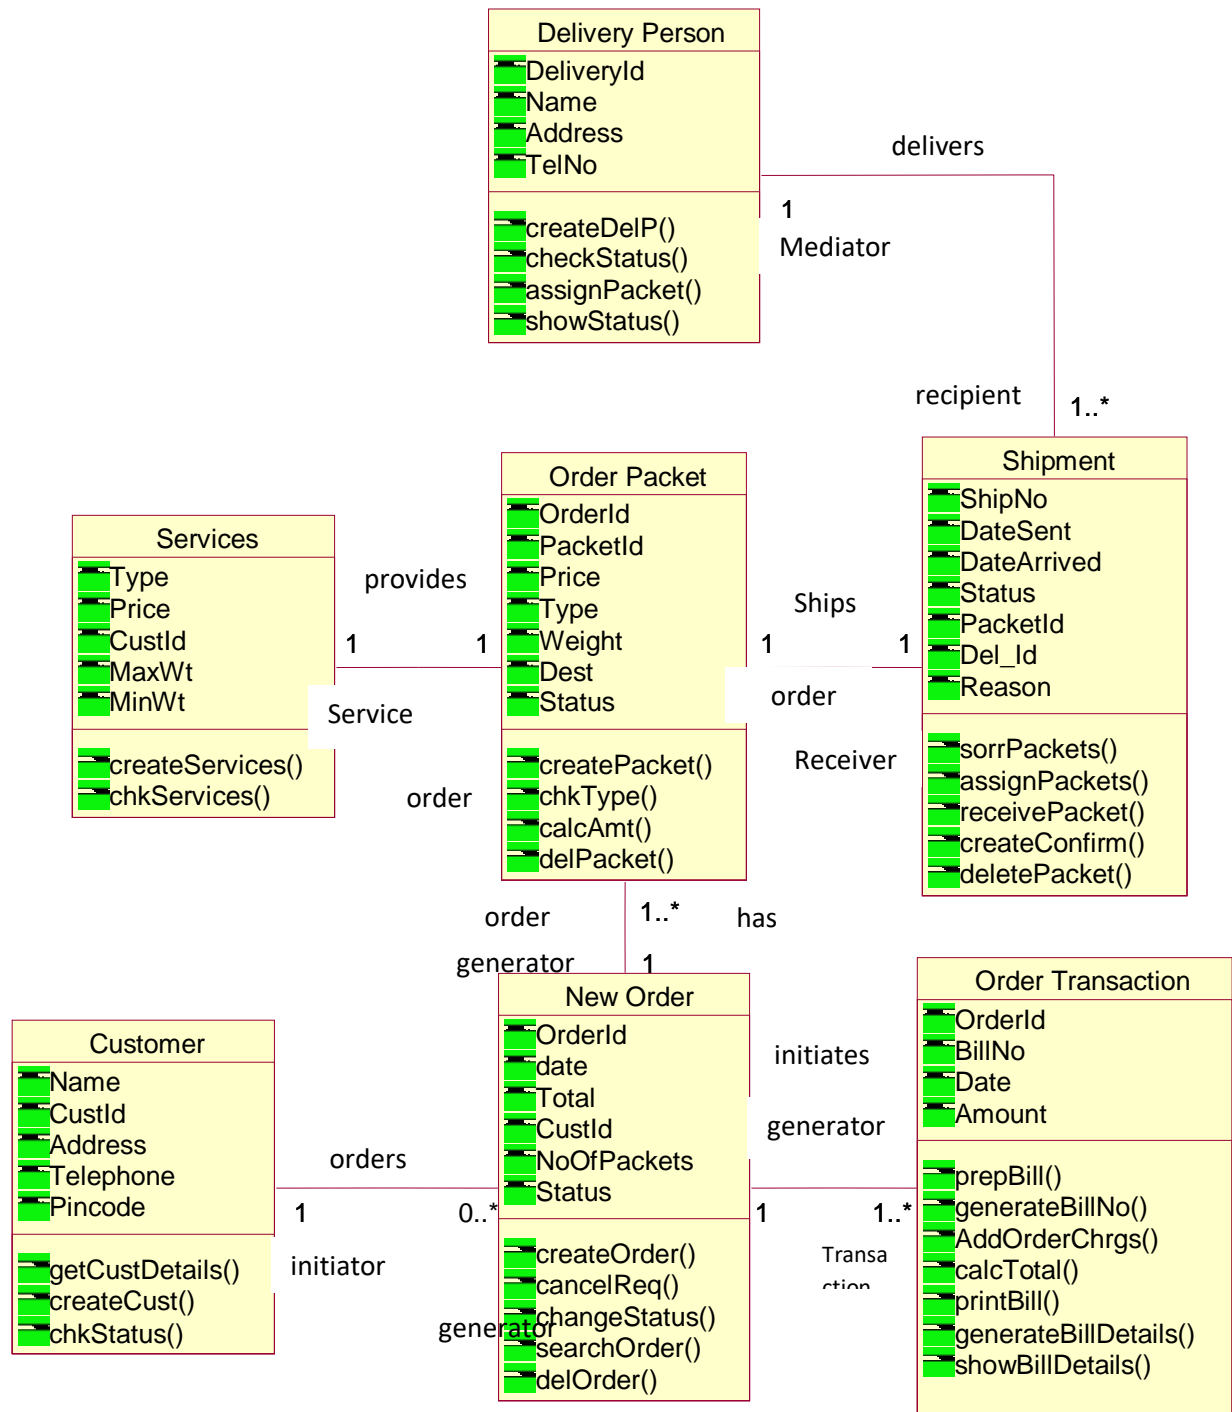 Delivery Person
DeliveryId
Name
Address
TelNo
createDelP()
checkStatus()
assignPacket()
showStatus()
delivers
1
Mediator
recipient
1..*
Shipment
ShipNo
DateSent
DateArrived
Status
PacketId
Del_Id
Reason
sorrPackets()
assignPackets()
receivePacket()
createConfirm()
deletePacket()
Order Packet
OrderId
PacketId
Price
Type
Weight
Dest
Status
createPacket()
chkType()
calcAmt()
delPacket()
Ships
1
1
order
Receiver
Services
Type
Price
CustId
MaxWt
MinWt
createServices()
chkServices()
provides
1
1
Service
order
order
1..*
has
generator
1
New Order
OrderId
date
Total
CustId
NoOfPackets
Status
createOrder()
cancelReq()
changeStatus()
searchOrder()
delOrder()
Customer
Name
CustId
Address
Telephone
Pincode
getCustDetails()
createCust()
chkStatus()
orders
1
0..*
initiator
generator
initiates
generator
1
1..*
Transa
ction
Order Transaction
OrderId
BillNo
Date
Amount
prepBill()
generateBillNo()
AddOrderChrgs()
calcTotal()
printBill()
generateBillDetails()
showBillDetails()